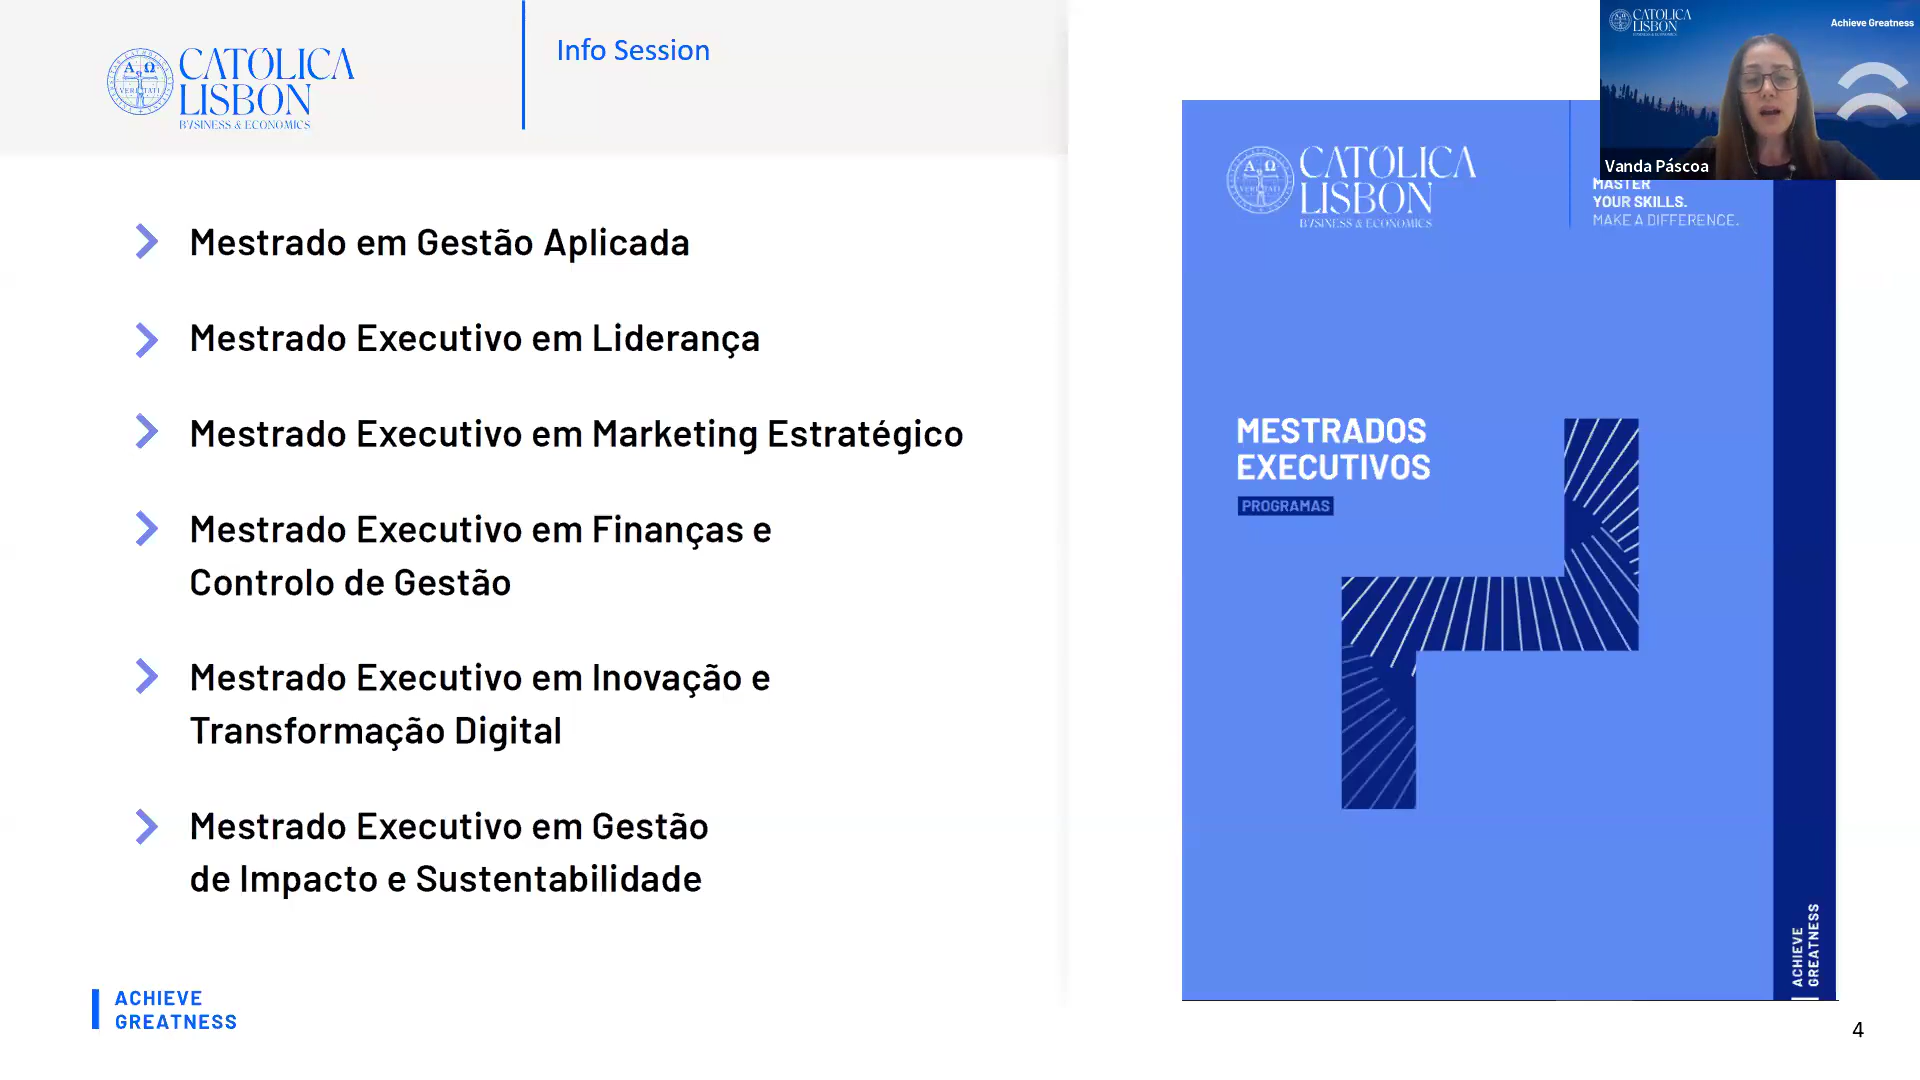 CATÓLICA
LISBON
BUSINESS & ECONOMICS
Info Session
Mestrado em Gestão Aplicada
Mestrado Executivo em Liderança
Mestrado Executivo em Marketing Estratégico
Mestrado Executivo em Finanças e
Controlo de Gestão
Mestrado Executivo em Inovação e
Transformação Digital
Mestrado Executivo em Gestão
de Impacto e Sustentabilidade
ACHIEVE
GREATNESS
CATÓLICA
LISBON
BUSINESS & ECONOMICS
MASTER
YOUR SKILLS.
MAKE A DIFFERENCE.
MESTRADOS
EXECUTIVOS
PROGRAMAS
ACHIEVE
GREATNESS
CATÓLICA
LISBON
Achieve Greatness
Vanda Páscoa
4